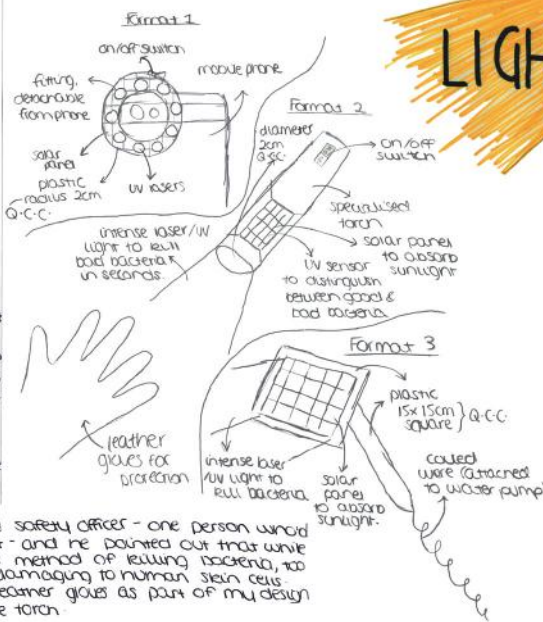 Format 1
on/off switch
mobile phone
fitting,
detachable
from phone
solar
panel
plastic
radius 2cm
Q.C.C.
UV lasers
LIGH
Format 2
diameter
2cm
Q.C.C.
on/off
switch
specialised
torch
solar panel
to absorb
sunlight
UV sensor
to distinguish
between good &
bad bacteria
intense laser/UV
light to kill
bad bacteria
in seconds.
leather
gloves for
protection
Format 3
plastic
15x15cm
square } Q.C.C.
coiled
wire (attached
to water pump)
intense laser
/UV light to
kill bacteria
solar
panel
to absorb
sunlight.
safety officer - one person who'd
- and he pointed out that while
method of killing bacteria, too
damaging to human skin cells.
leather gloves as part of my design
torch.